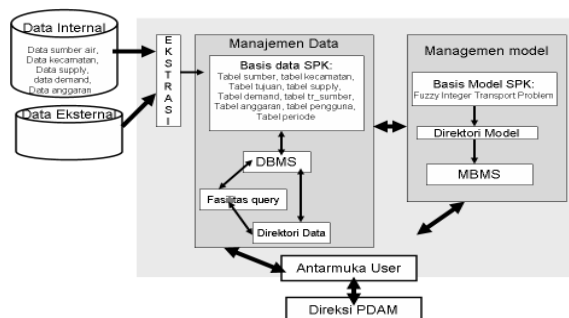 Data Internal
Data sumber air,
Data kecamatan,
Data supply,
data demand,
Data anggaran
Data Eksternal
EKSTRASI
Manajemen Data
Basis data SPK:
Tabel sumber, tabel kecamatan,
Tabel tujuan, tabel supply,
Tabel demand, tabel tr_sumber,
Tabel anggaran, tabel pengguna,
Tabel periode
DBMS
Fasilitas query
Direktori Data
Managemen model
Basis Model SPK:
Fuzzy Integer Transport Problem
Direktori Model
MBMS
Antarmuka User
Direksi PDAM